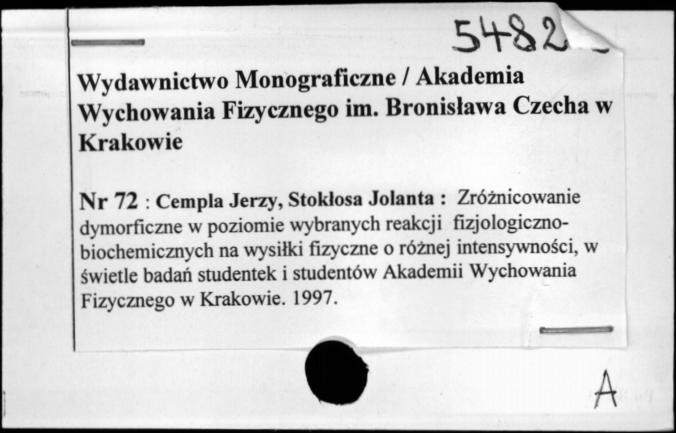 5482
Wydawnictwo Monograficzne / Akademia
Wychowania Fizycznego im. Bronisława Czecha w
Krakowie
Nr 72 : Cempla Jerzy, Stokłosa Jolanta : Zróżnicowanie
dymorficzne w poziomie wybranych reakcji fizjologiczno-
biochemicznych na wysiłki fizyczne o różnej intensywności, w
świetle badań studentek i studentów Akademii Wychowania
Fizycznego w Krakowie. 1997.
A